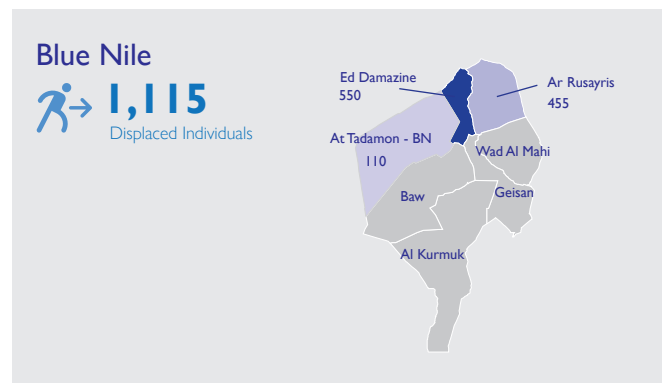 Blue Nile
1,115
Displaced Individuals
Ed Damazine
550
Ar Rusayris
455
At Tadamon - BN
110
Wad Al Mahi
Baw
Geisan
Al Kurmuk